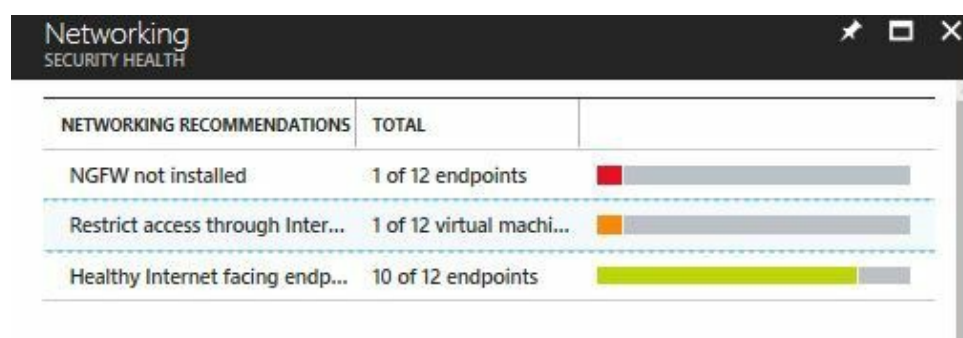 Networking
SECURITY HEALTH
NETWORKING RECOMMENDATIONS TOTAL
NGFW not installed 1 of 12 endpoints
Restrict access through Inter... 1 of 12 virtual machi...
Healthy Internet facing endp... 10 of 12 endpoints